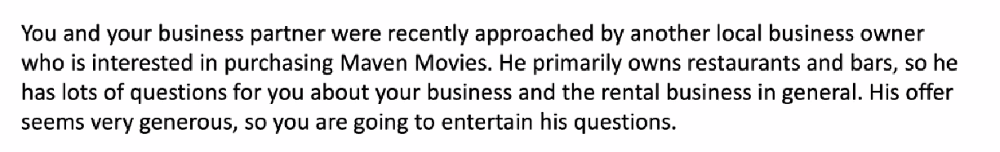 You and your business partner were recently approached by another local business owner
who is interested in purchasing Maven Movies. He primarily owns restaurants and bars, so he
has lots of questions for you about your business and the rental business in general. His offer
seems very generous, so you are going to entertain his questions.